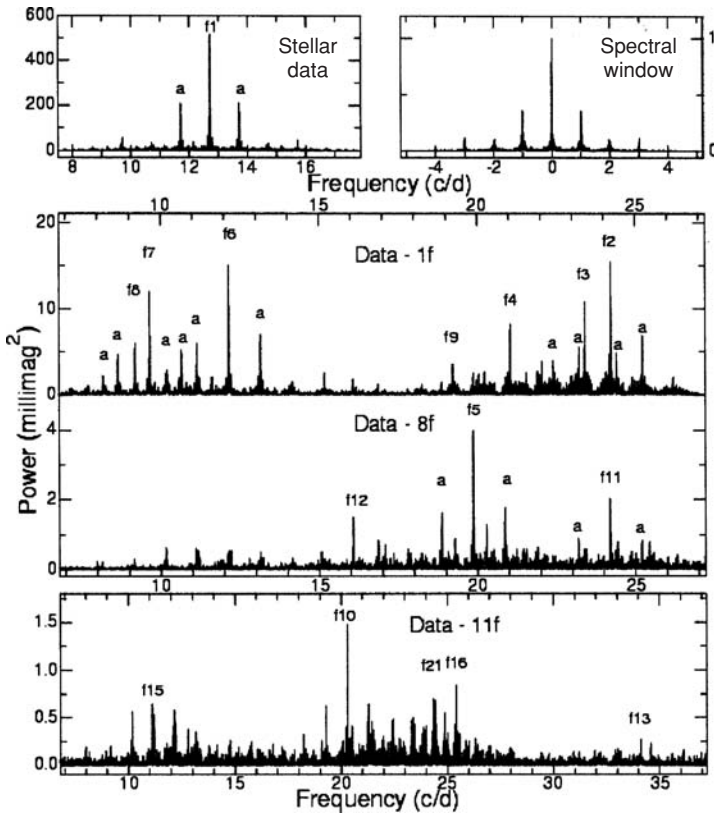 600
400
200
0
Stellar
data
f1
a
a
8 10 12 14 16
Spectral
window
1
0
-4 -2 0 2 4
Frequency (c/d) Frequency (c/d)
10 15 20 25
20
10
0
Data - 1f
f7
f8
f6
f9
f4
f3
f2
a a a a a a a a a a
Power (millimag2)
4
2
0
Data - 8f
f5
f12
f11
a a a a
10 15 20 25
1.5
1.0
0.5
0.0
Data - 11f
f10
f15
f21 f16
f13
10 15 20 25 30 35
Frequency (c/d)